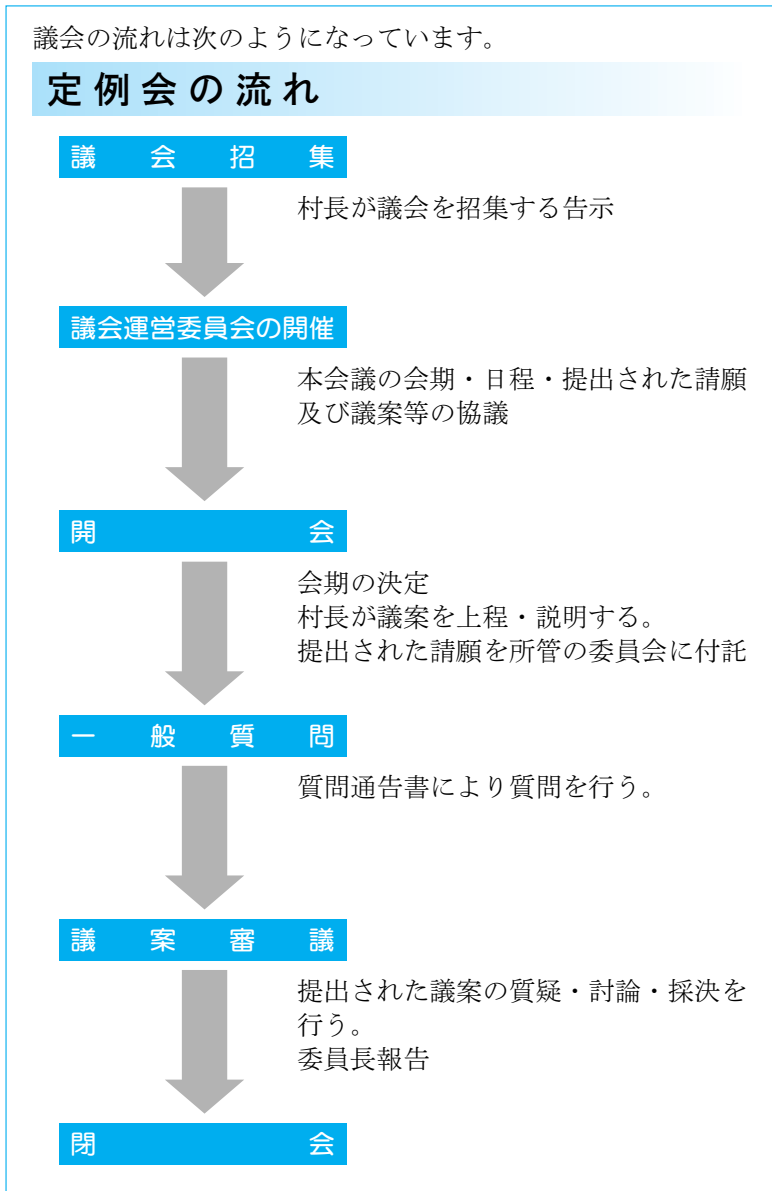 議会の流れは次のようになっています。
定例会の流れ
議会招集
村長が議会を招集する告示
議会運営委員会の開催
本会議の会期・日程・提出された請願
及び議案等の協議
開会
会期の決定
村長が議案を上程・説明する。
提出された請願を所管の委員会に付託
一般質問
質問通告書により質問を行う。
議案審議
提出された議案の質疑・討論・採決を
行う。
委員長報告
閉会